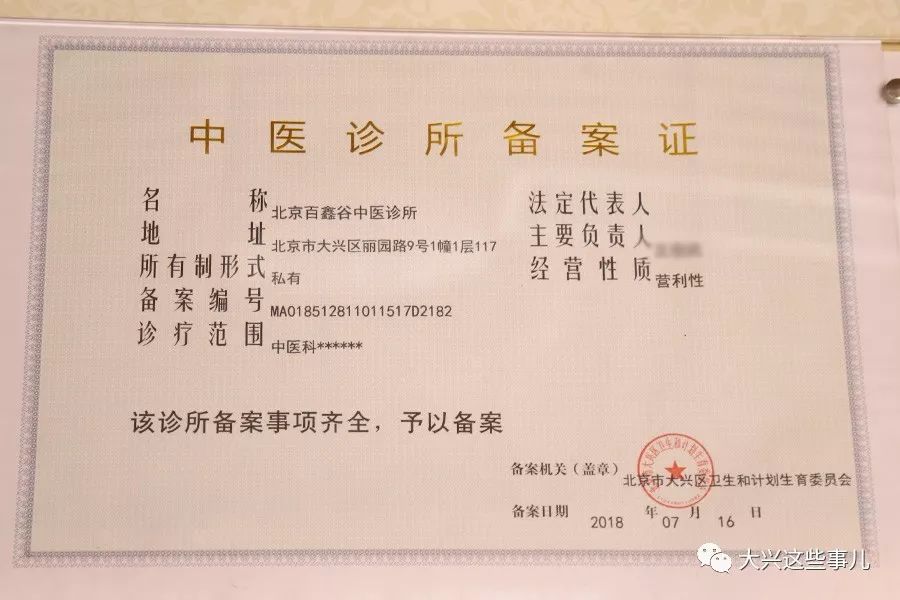 中医诊所备案证
名称 北京百鑫谷中医诊所
地址 北京市大兴区丽园路9号1幢1层117
所有制形式 私有
备案编号 MA018512811011517D2182
诊疗范围 中医科******
法定代表人
主要负责人
经营性质 营利性
该诊所备案事项齐全，予以备案
备案机关（盖章） 北京市大兴区卫生和计划生育委员会
备案日期 2018 年 07 月 16 日
大兴这些事儿